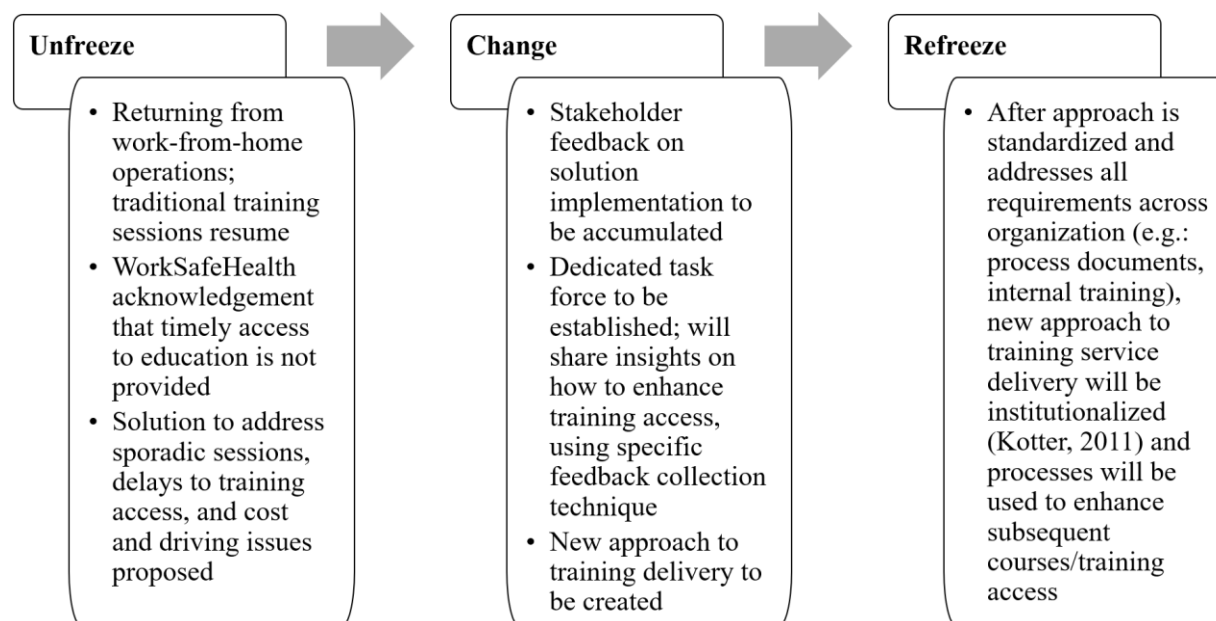 Unfreeze
• Returning from
work-from-home
operations;
traditional training
sessions resume
• WorkSafeHealth
acknowledgement
that timely access
to education is not
provided
• Solution to address
sporadic sessions,
delays to training
access, and cost
and driving issues
proposed
Change
• Stakeholder
feedback on
solution
implementation to
be accumulated
• Dedicated task
force to be
established; will
share insights on
how to enhance
training access,
using specific
feedback collection
technique
• New approach to
training delivery to
be created
Refreeze
• After approach is
standardized and
addresses all
requirements across
organization (e.g.:
process documents,
internal training),
new approach to
training service
delivery will be
institutionalized
(Kotter, 2011) and
processes will be
used to enhance
subsequent
courses/training
access